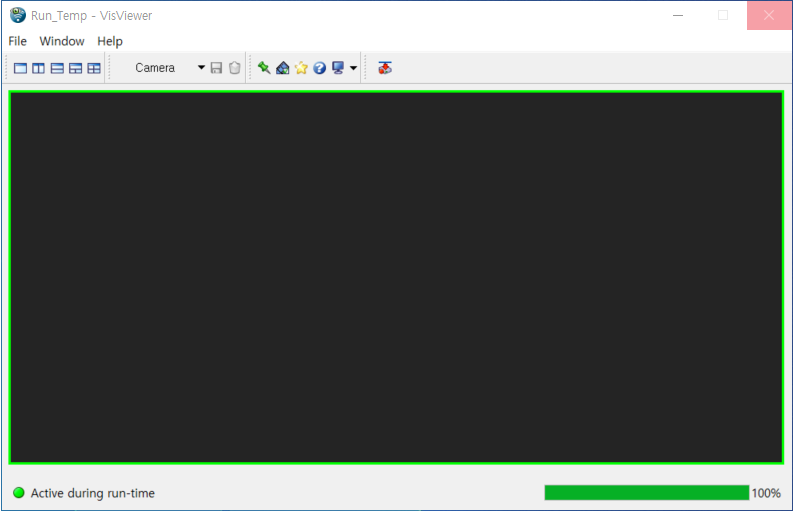 Run_Temp - VisViewer
File Window Help
Camera
Active during run-time
100%